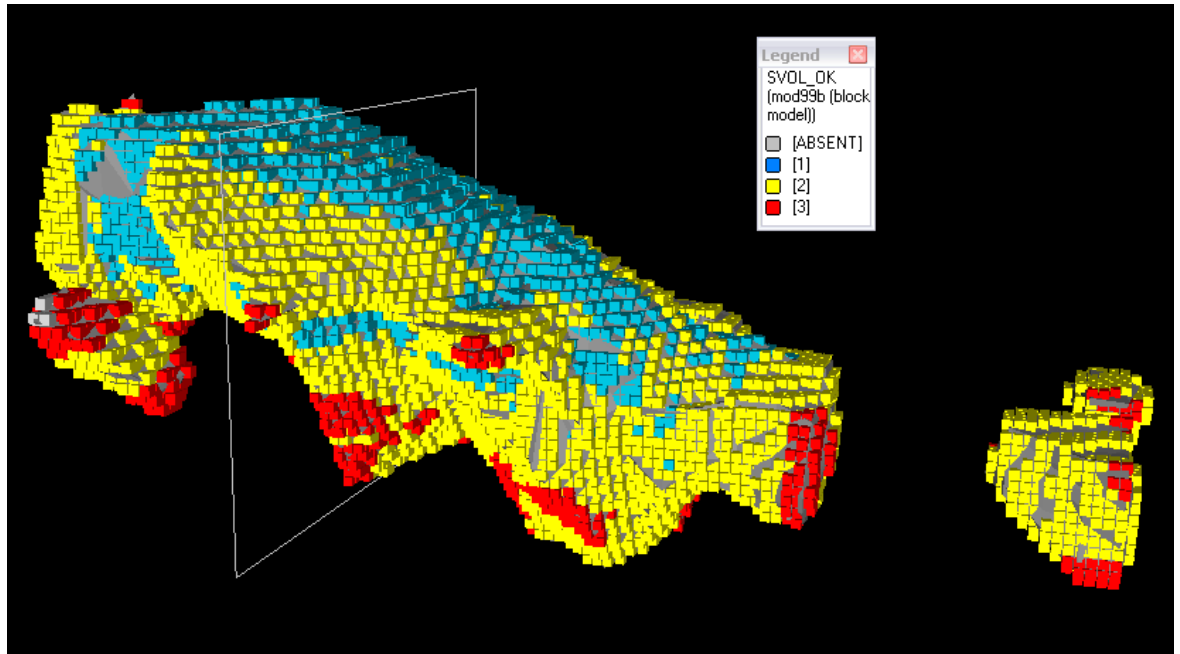 Legend
SVOL_OK
(mod99b (block
model))
[ABSENT]
[1]
[2]
[3]